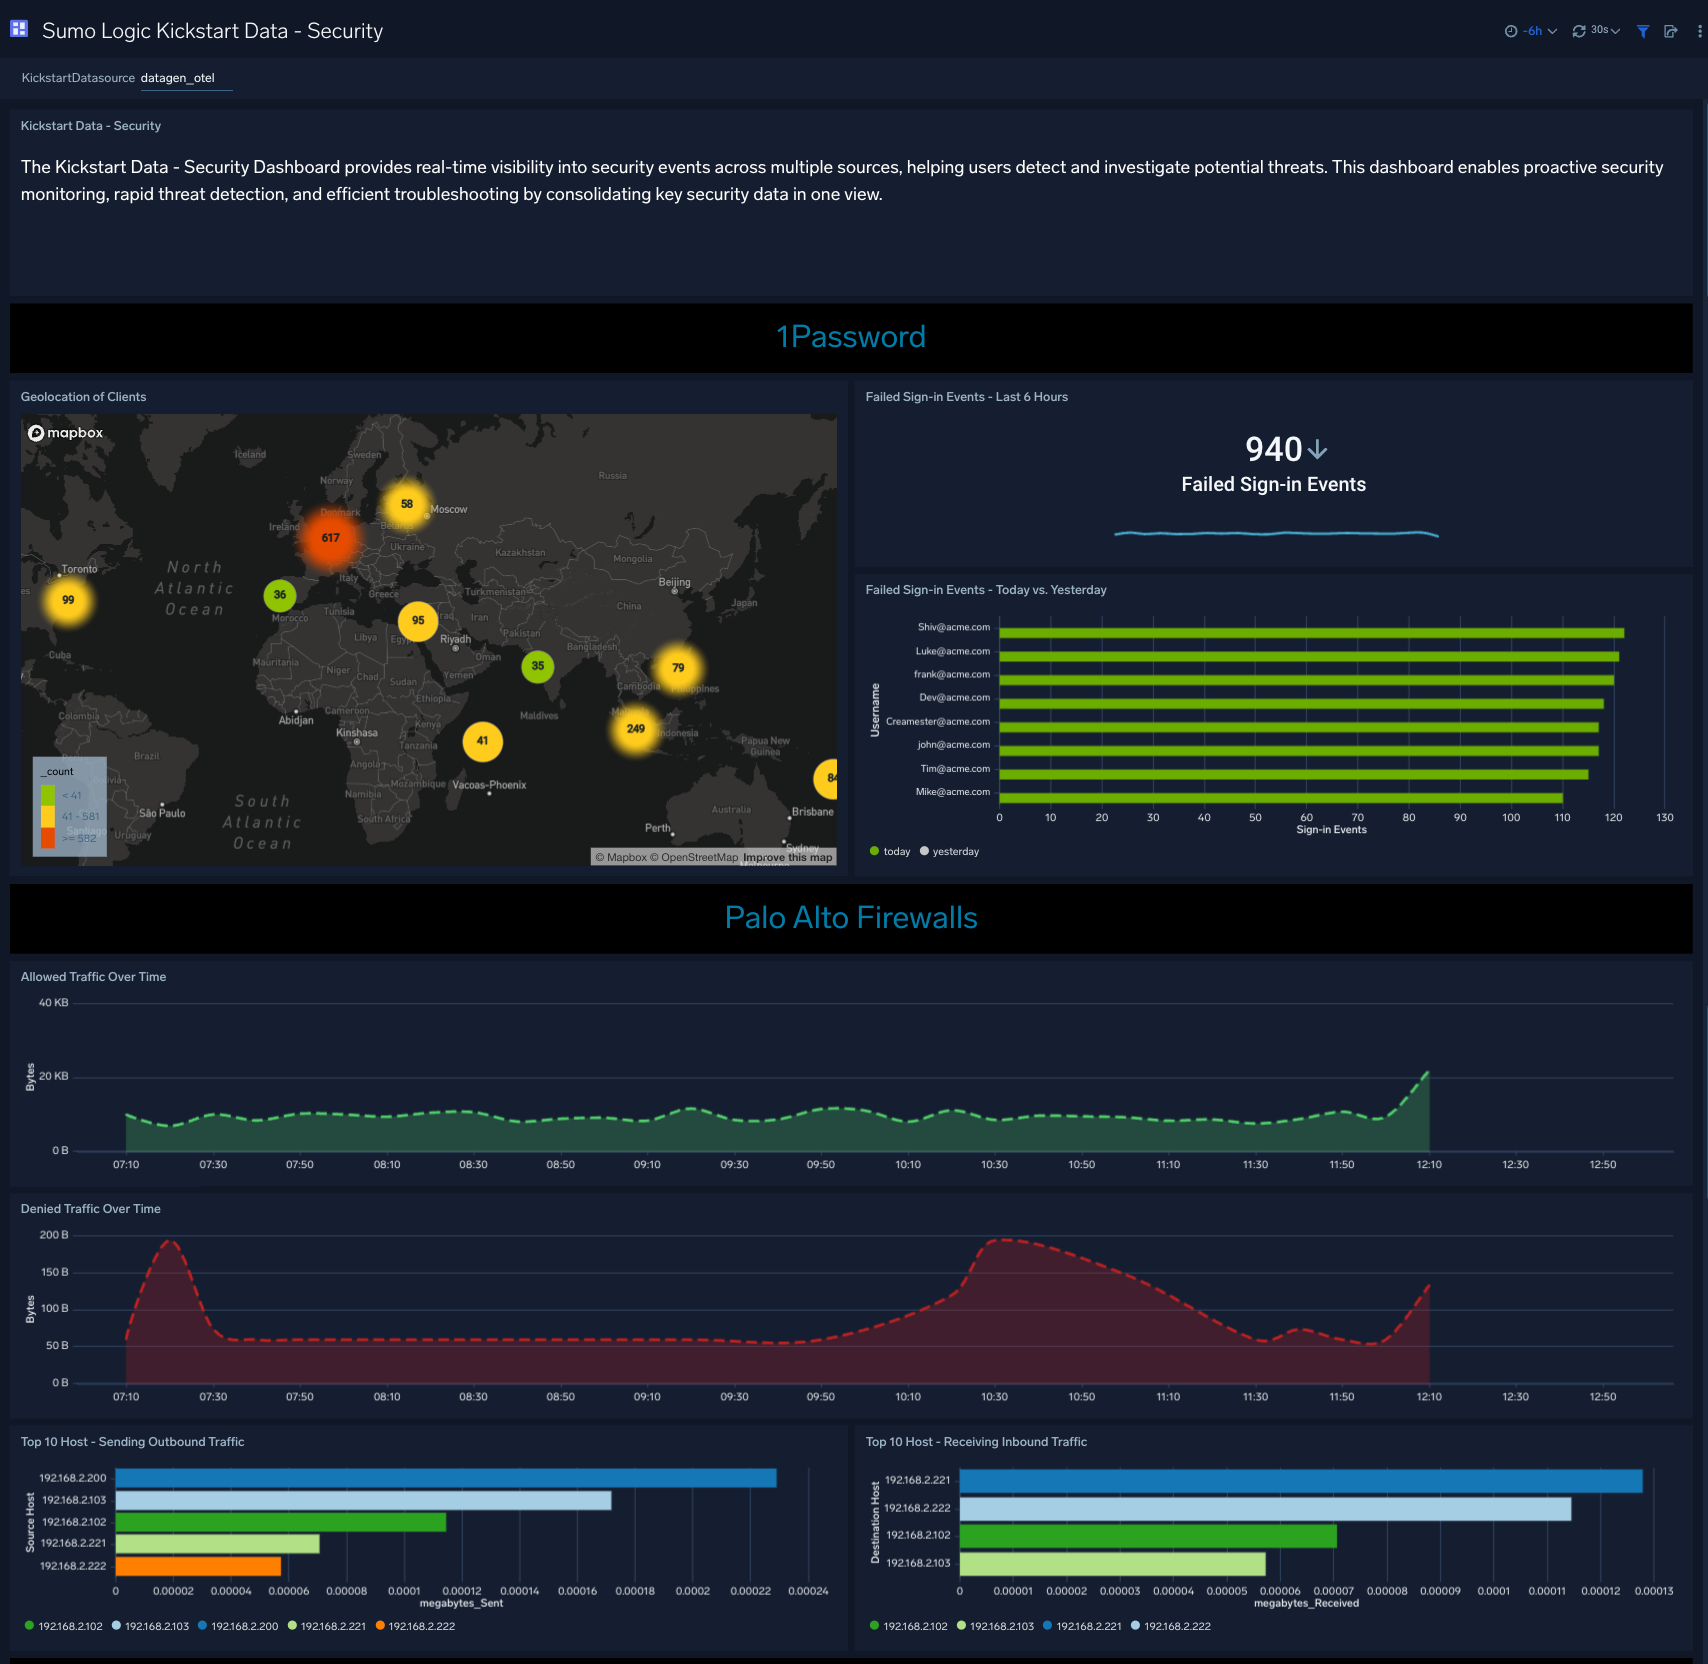 Sumo Logic Kickstart Data - Security
-6h
30s
KickstartDatasource datagen_otel
Kickstart Data - Security
The Kickstart Data - Security Dashboard provides real-time visibility into security events across multiple sources, helping users detect and investigate potential threats. This dashboard enables proactive security
monitoring, rapid threat detection, and efficient troubleshooting by consolidating key security data in one view.
1Password
Geolocation of Clients
mapbox
Iceland
Sweden
Russia
Norway
58
Moscow
Denmark
Ireland
617
Ukraine
Kazakhstan
Mongolia
North
Atlantic
Ocean
Toronto
Italy
Beijing
99
36
Greece
Turkmenistan
China
Japan
Morocco
Tunisia
95
Iran
Libya
Riyadh
Pakistan
Cuba
Oman
Bangladesh
Mauritania
Niger
Chad
35
79
Yemen
Sudan
Cambodia
Philippines
Ethiopia
Colombia
Abidjan
Cameroon
Maldives
Kenya
Kinshasa
249
Indonesia
Tanzania
41
Papua New
Guinea
Brazil
Angola
_count
< 41
41 - 581
>= 582
Santiago
Mozambique
Vacoas-Phoenix
84
Namibia
South
Atlantic
Ocean
São Paulo
Australia
Brisbane
South Africa
Uruguay
Perth
Sydney
Melbourne
© Mapbox © OpenStreetMap Improve this map
Failed Sign-in Events - Last 6 Hours
940
Failed Sign-in Events
Failed Sign-in Events - Today vs. Yesterday
Username
Shiv@acme.com
Luke@acme.com
frank@acme.com
Dev@acme.com
Creamester@acme.com
john@acme.com
Tim@acme.com
Mike@acme.com
0 10 20 30 40 50 60 70 80 90 100 110 120 130
Sign-in Events
today yesterday
Palo Alto Firewalls
Allowed Traffic Over Time
Bytes
40 KB
20 KB
0 B
07:10 07:30 07:50 08:10 08:30 08:50 09:10 09:30 09:50 10:10 10:30 10:50 11:10 11:30 11:50 12:10 12:30 12:50
Denied Traffic Over Time
Bytes
200 B
150 B
100 B
50 B
0 B
07:10 07:30 07:50 08:10 08:30 08:50 09:10 09:30 09:50 10:10 10:30 10:50 11:10 11:30 11:50 12:10 12:30 12:50
Top 10 Host - Sending Outbound Traffic
Source Host
192.168.2.200
192.168.2.103
192.168.2.102
192.168.2.221
192.168.2.222
0 0.00002 0.00004 0.00006 0.00008 0.0001 0.00012 0.00014 0.00016 0.00018 0.0002 0.00022 0.00024
megabytes_Sent
192.168.2.102 192.168.2.103 192.168.2.200 192.168.2.221 192.168.2.222
Top 10 Host - Receiving Inbound Traffic
Destination Host
192.168.2.221
192.168.2.222
192.168.2.102
192.168.2.103
0 0.00001 0.00002 0.00003 0.00004 0.00005 0.00006 0.00007 0.00008 0.00009 0.0001 0.00011 0.00012 0.00013
megabytes_Received
192.168.2.102 192.168.2.103 192.168.2.221 192.168.2.222